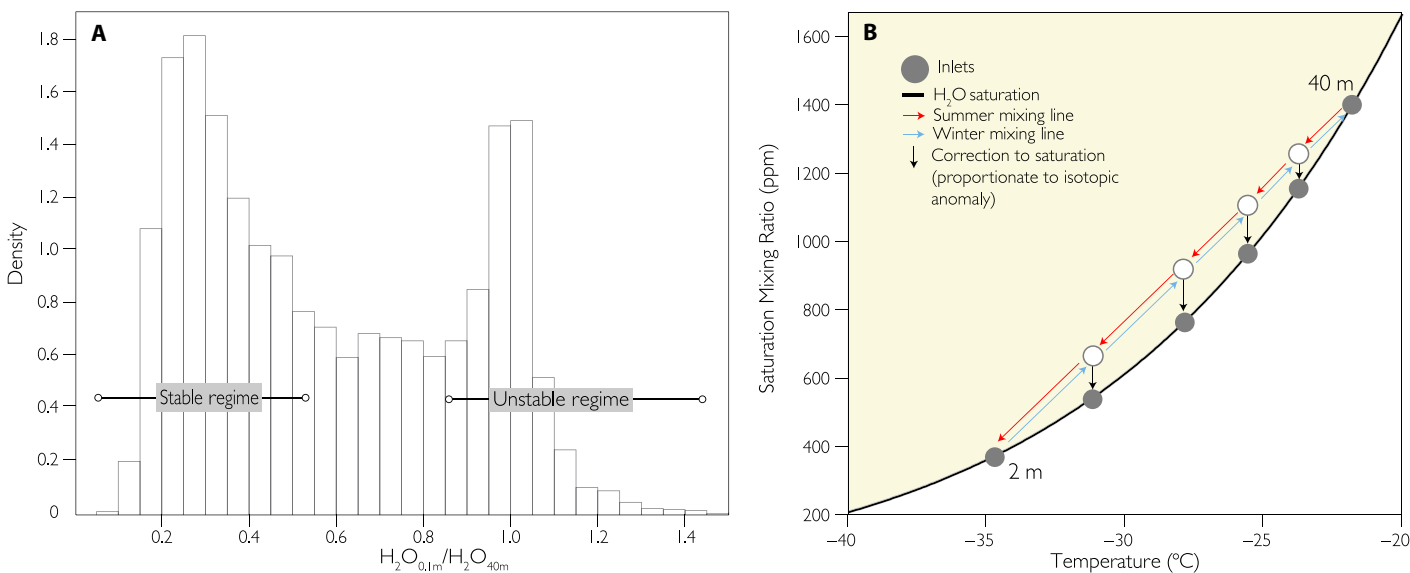 A
1.8
1.6
1.4
1.2
1.0
0.8
0.6
0.4
0.2
0
Density
Stable regime
Unstable regime
0.2
0.4
0.6
0.8
1.0
1.2
1.4
H₂O₀.₁ₘ/H₂O₄₀ₘ
B
1600
1400
1200
1000
800
600
400
200
Saturation Mixing Ratio (ppm)
Inlets
H₂O saturation
Summer mixing line
Winter mixing line
Correction to saturation
(proportionate to isotopic
anomaly)
40 m
2 m
−40
−35
−30
−25
−20
Temperature (ºC)